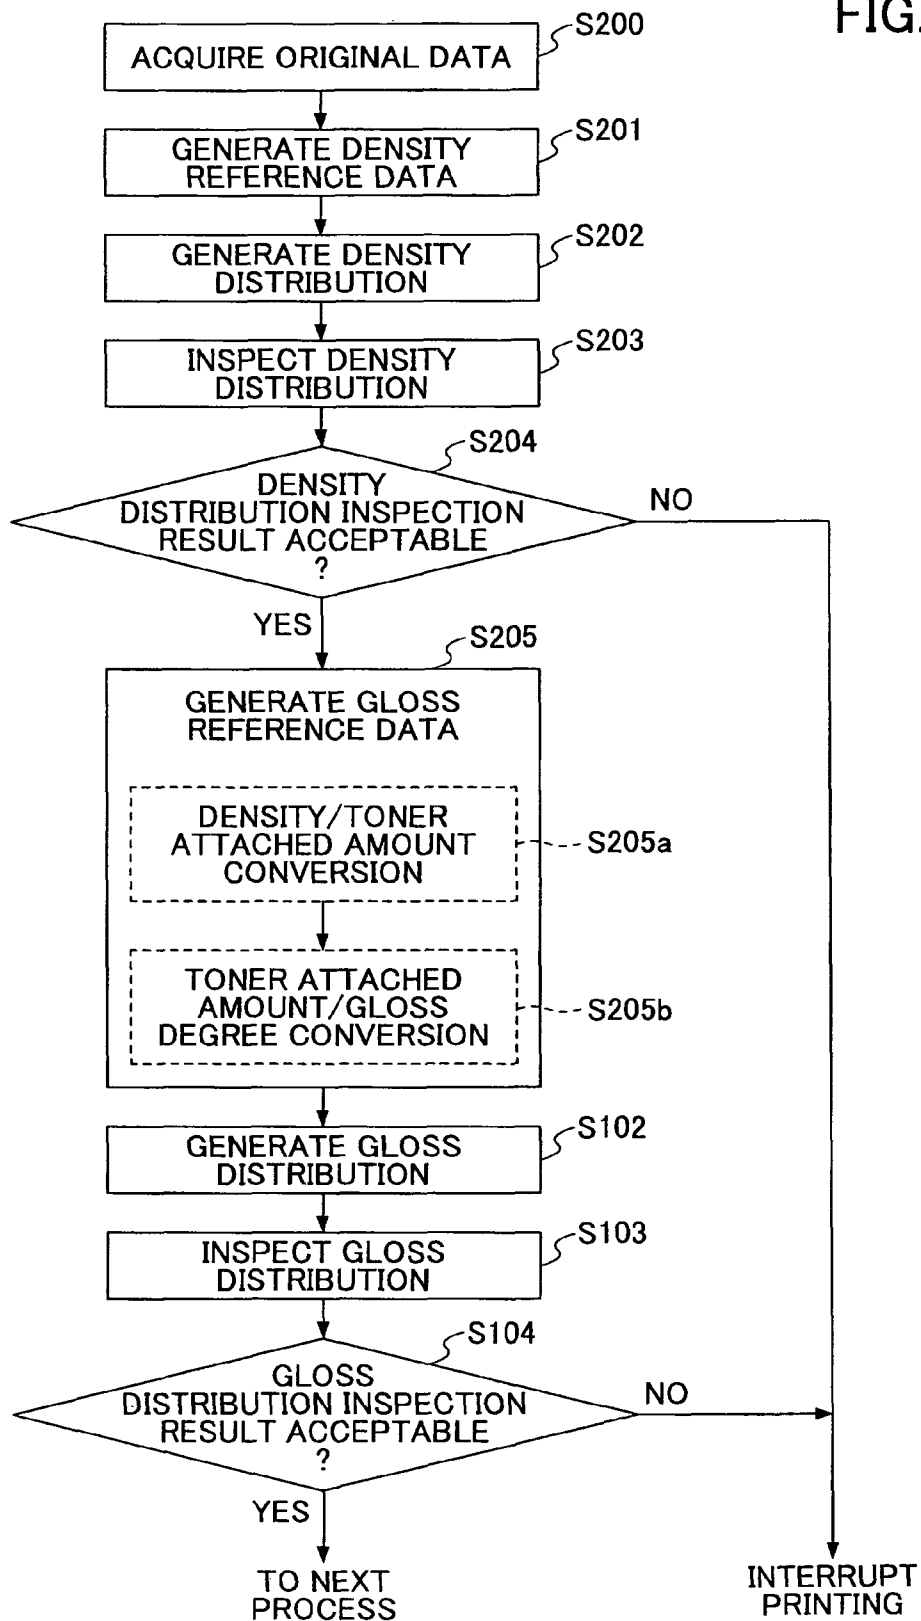 FIG.
S200
ACQUIRE ORIGINAL DATA
S201
GENERATE DENSITY
REFERENCE DATA
S202
GENERATE DENSITY
DISTRIBUTION
S203
INSPECT DENSITY
DISTRIBUTION
S204
DENSITY
DISTRIBUTION INSPECTION
RESULT ACCEPTABLE
?
NO
YES
S205
GENERATE GLOSS
REFERENCE DATA
DENSITY/TONER
ATTACHED AMOUNT
CONVERSION
S205a
TONER ATTACHED
AMOUNT/GLOSS
DEGREE CONVERSION
S205b
S102
GENERATE GLOSS
DISTRIBUTION
S103
INSPECT GLOSS
DISTRIBUTION
S104
GLOSS
DISTRIBUTION INSPECTION
RESULT ACCEPTABLE
?
NO
YES
TO NEXT
PROCESS
INTERRUPT
PRINTING